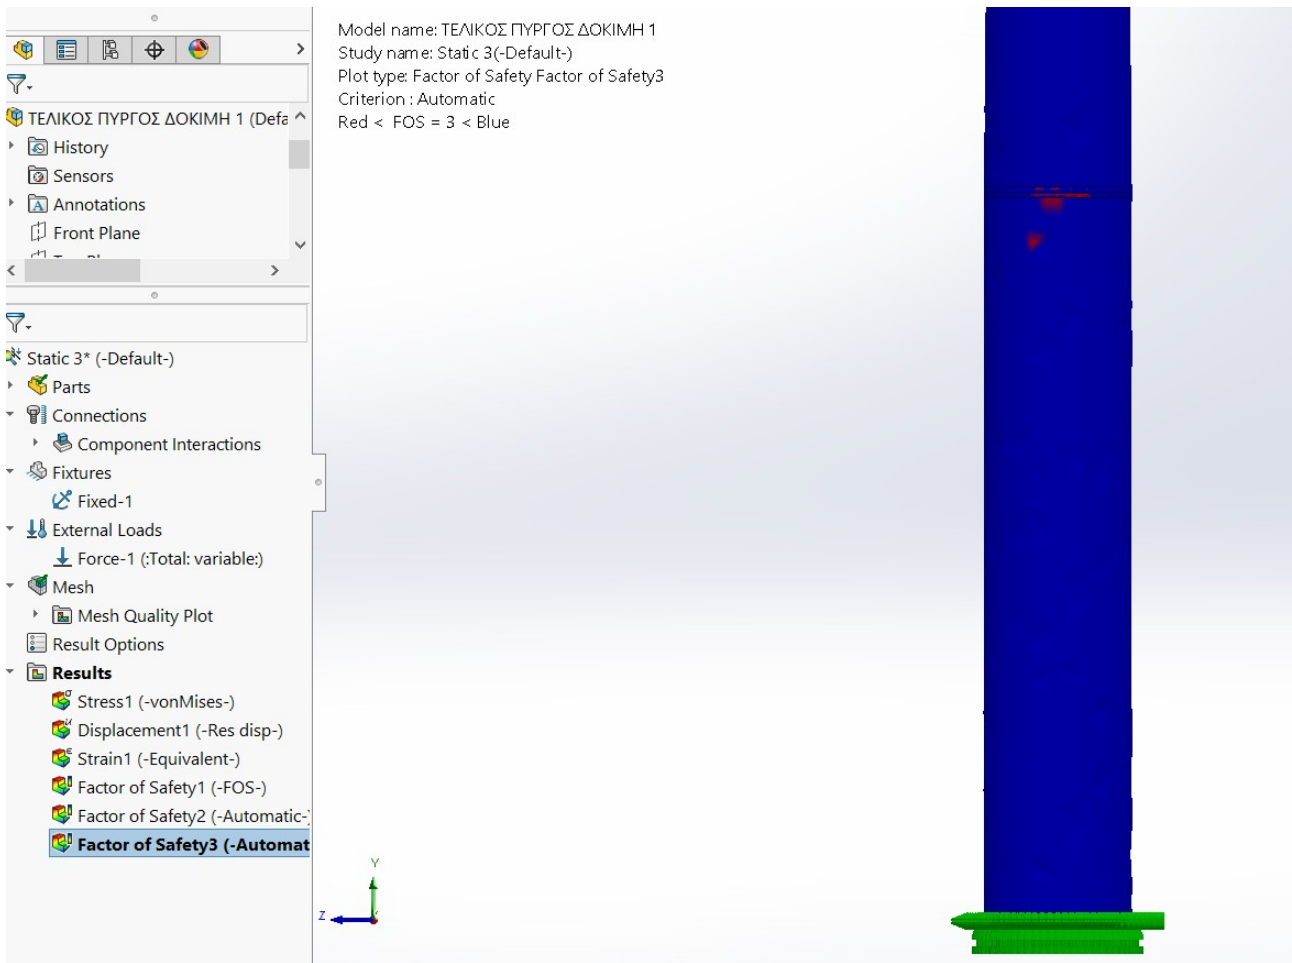 Model name: ΤΕΛΙΚΟΣ ΠΥΡΓΟΣ ΔΟΚΙΜΗ 1
Study name: Static 3(-Default-)
Plot type: Factor of Safety Factor of Safety3
Criterion : Automatic
Red < FOS = 3 < Blue
ΤΕΛΙΚΟΣ ΠΥΡΓΟΣ ΔΟΚΙΜΗ 1 (Defa
History
Sensors
A Annotations
Front Plane
Static 3* (-Default-)
Parts
Connections
Component Interactions
Fixtures
Fixed-1
External Loads
Force-1 (:Total: variable:)
Mesh
Mesh Quality Plot
Result Options
Results
Stress1 (-vonMises-)
Displacement1 (-Res disp-)
Strain1 (-Equivalent-)
Factor of Safety1 (-FOS-)
Factor of Safety2 (-Automatic-)
Factor of Safety3 (-Automat
Y
Z